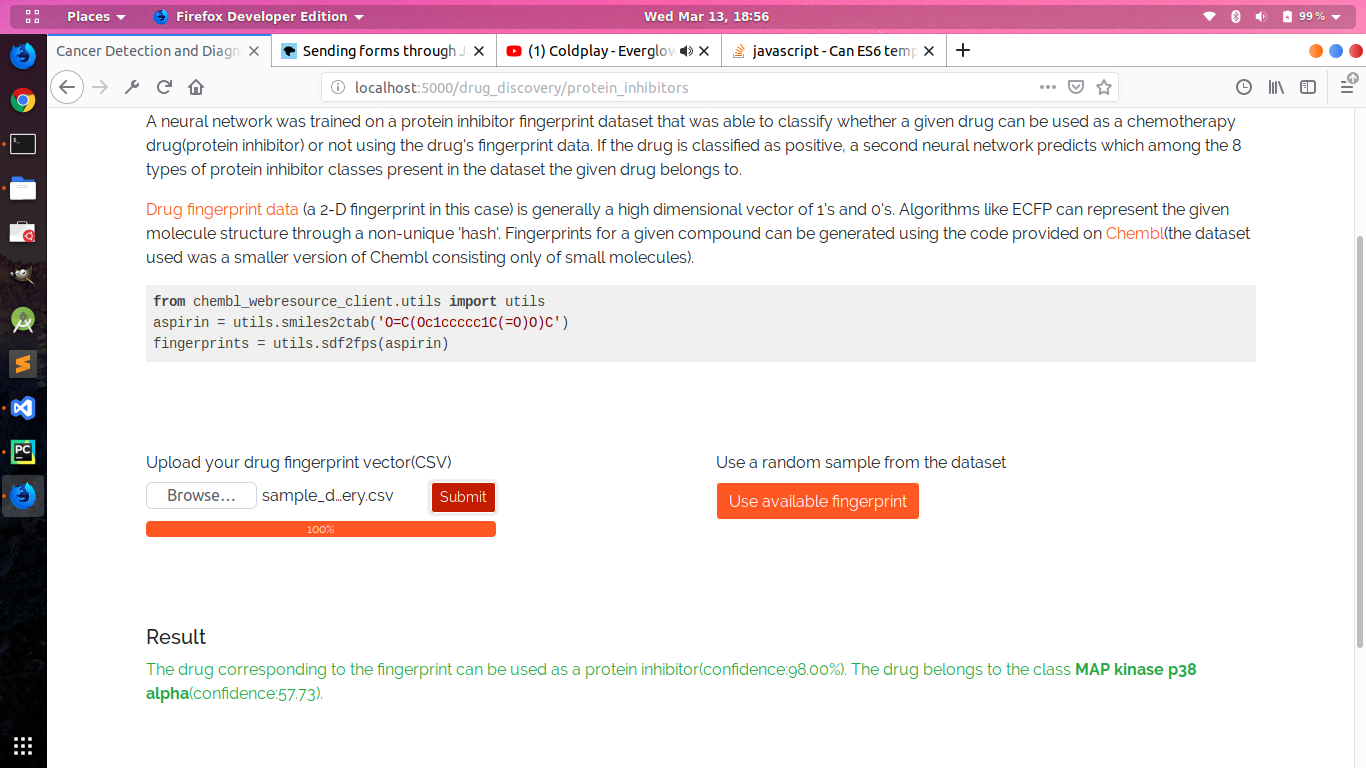 Places Firefox Developer Edition Wed Mar 13, 18:56 99 %
Cancer Detection and Diagn Sending forms through J (1) Coldplay - Everglow javascript - Can ES6 temp
localhost:5000/drug_discovery/protein_inhibitors
A neural network was trained on a protein inhibitor fingerprint dataset that was able to classify whether a given drug can be used as a chemotherapy
drug(protein inhibitor) or not using the drug's fingerprint data. If the drug is classified as positive, a second neural network predicts which among the 8
types of protein inhibitor classes present in the dataset the given drug belongs to.
Drug fingerprint data (a 2-D fingerprint in this case) is generally a high dimensional vector of 1's and 0's. Algorithms like ECFP can represent the given
molecule structure through a non-unique 'hash'. Fingerprints for a given compound can be generated using the code provided on Chembl(the dataset
used was a smaller version of Chembl consisting only of small molecules).
from chembl_webresource_client.utils import utils
aspirin = utils.smiles2ctab('O=C(Oc1ccccc1C(=O)O)C')
fingerprints = utils.sdf2fps(aspirin)
Upload your drug fingerprint vector(CSV) Use a random sample from the dataset
Browse... sample_d...ery.csv Submit Use available fingerprint
100%
PC
Result
The drug corresponding to the fingerprint can be used as a protein inhibitor(confidence:98.00%). The drug belongs to the class MAP kinase p38
alpha(confidence:57.73).